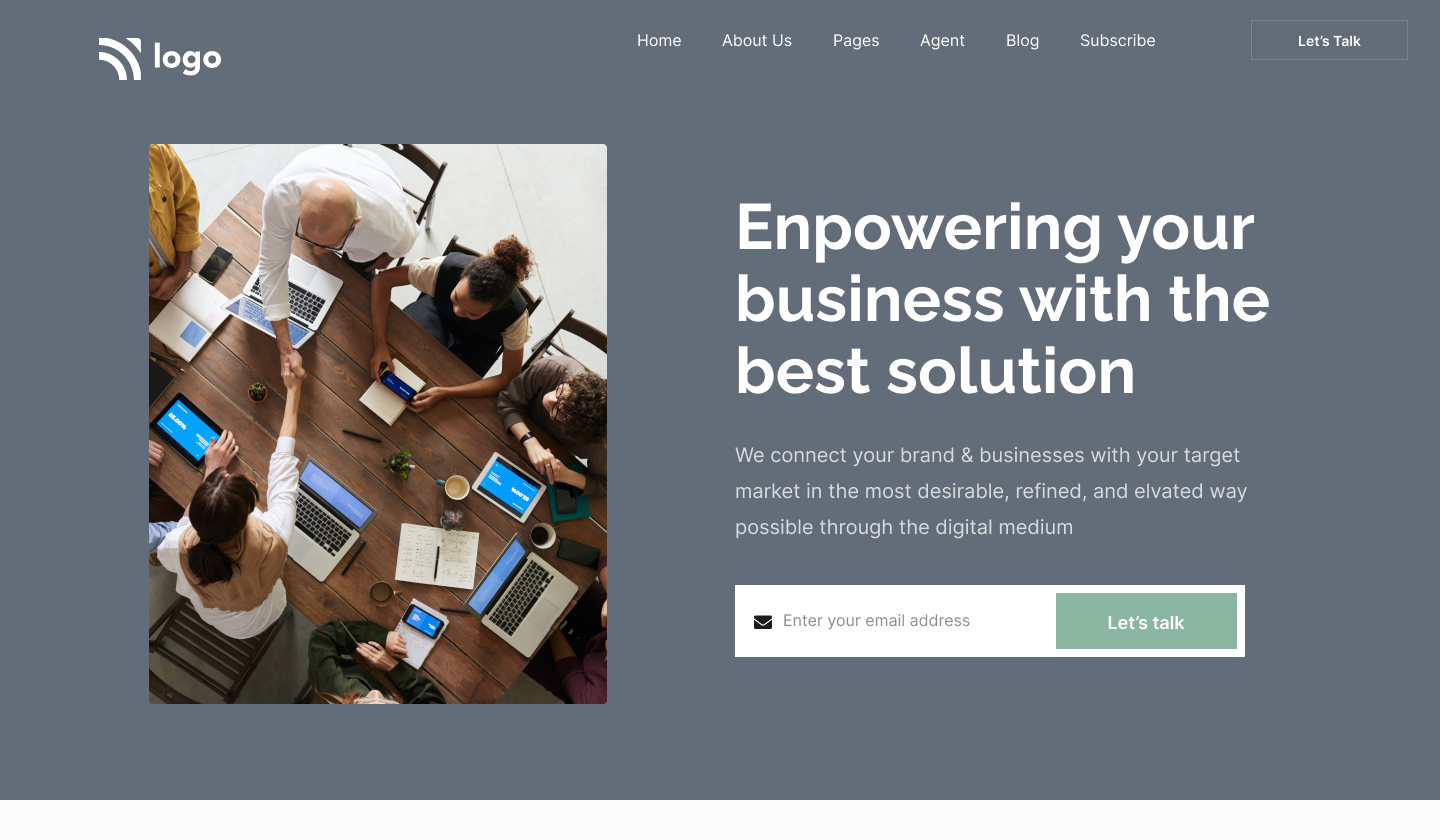 logo
Home About Us Pages Agent Blog Subscribe Let's Talk
Enpowering your
business with the
best solution
We connect your brand & businesses with your target
market in the most desirable, refined, and elvated way
possible through the digital medium
Enter your email address Let's talk